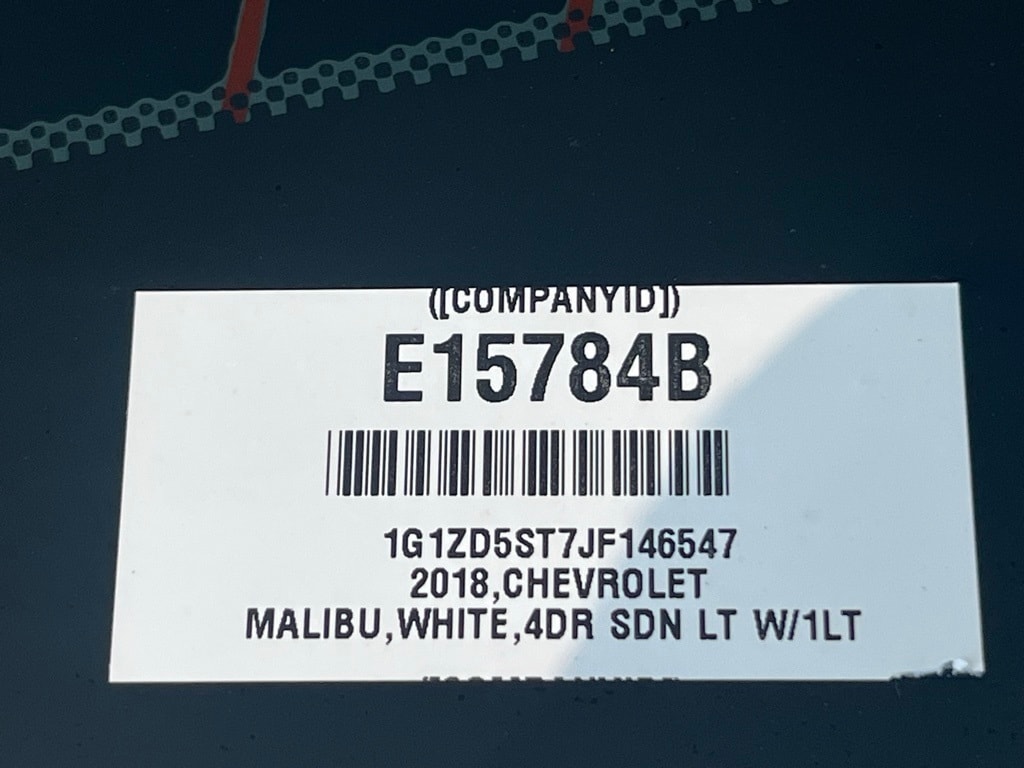 ([COMPANYID])
E15784B
1G1ZD5ST7JF146547
2018,CHEVROLET
MALIBU,WHITE,4DR SDN LT W/1LT